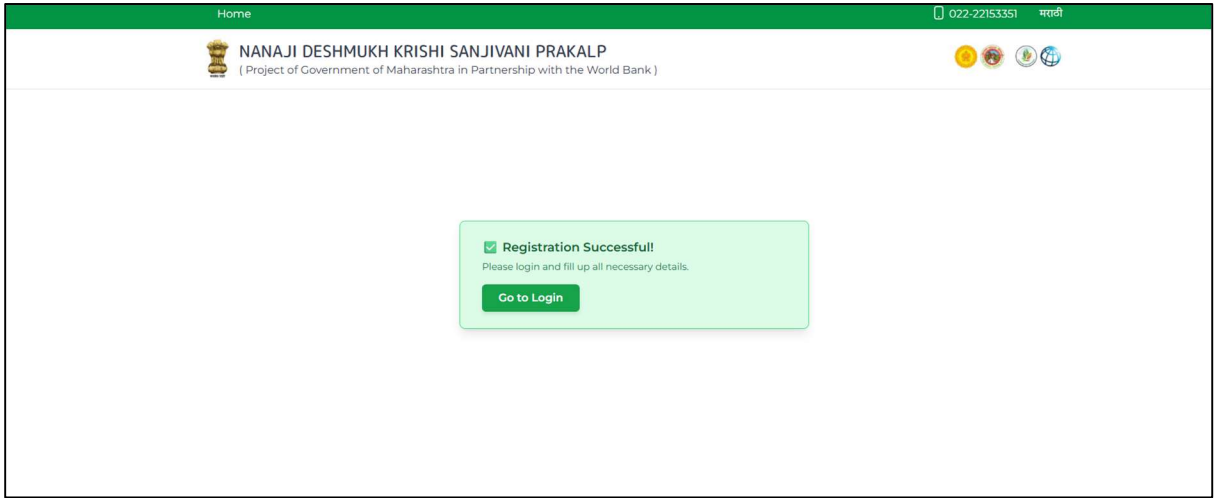 Home
022-22153351
मराठी
NANAJI DESHMUKH KRISHI SANJIVANI PRAKALP
( Project of Government of Maharashtra in Partnership with the World Bank )
Registration Successful!
Please login and fill up all necessary details.
Go to Login